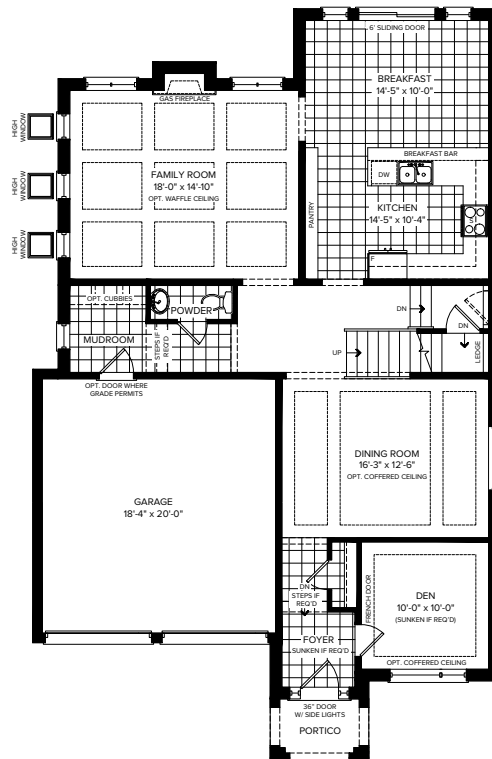 6' SLIDING DOOR
BREAKFAST
14'-5" x 10'-0"
GAS FIREPLACE
HIGH
WINDOW
BREAKFAST BAR
DW
FAMILY ROOM
18'-0" x 14'-10"
OPT. WAFFLE CEILING
HIGH
WINDOW
PANTRY
KITCHEN
14'-5" x 10'-4"
S
HIGH
WINDOW
F
OPT. CUBBIES
POWDER
DN
MUDROOM
STEPS IF
REQ'D
DN
UP
LEDGE
OPT. DOOR WHERE
GRADE PERMITS
DINING ROOM
16'-3" x 12'-6"
OPT. COFFERED CEILING
GARAGE
18'-4" x 20'-0"
DN
STEPS IF
REQ'D
FRENCH DOOR
DEN
10'-0" x 10'-0"
(SUNKEN IF REQ'D)
FOYER
SUNKEN IF REQ'D
OPT. COFFERED CEILING
36" DOOR
W/ SIDE LIGHTS
PORTICO